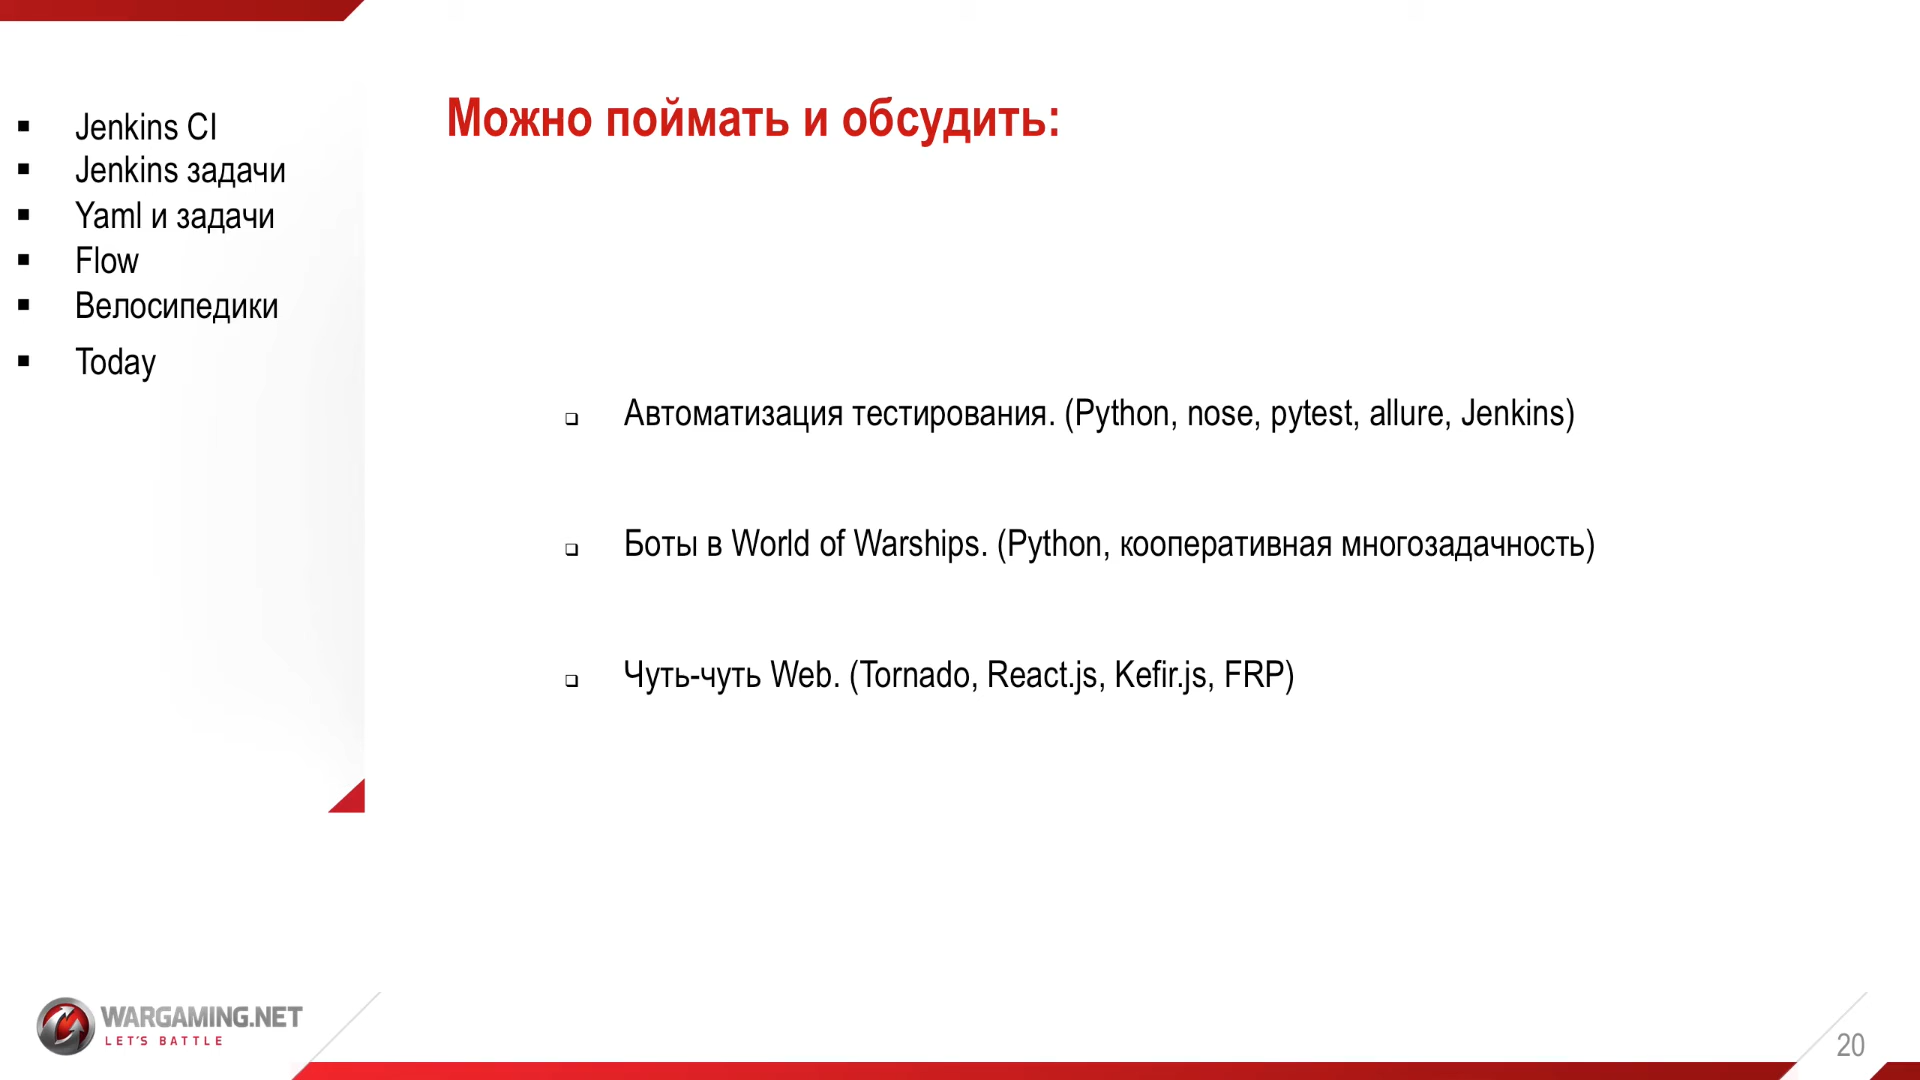 Jenkins CI
Jenkins задачи
Yaml и задачи
Flow
Велосипедики
Today
Можно поймать и обсудить:
Автоматизация тестирования. (Python, nose, pytest, allure, Jenkins)
Боты в World of Warships. (Python, кооперативная многозадачность)
Чуть-чуть Web. (Tornado, React.js, Kefir.js, FRP)
WARGAMING.NET
LET'S BATTLE
20